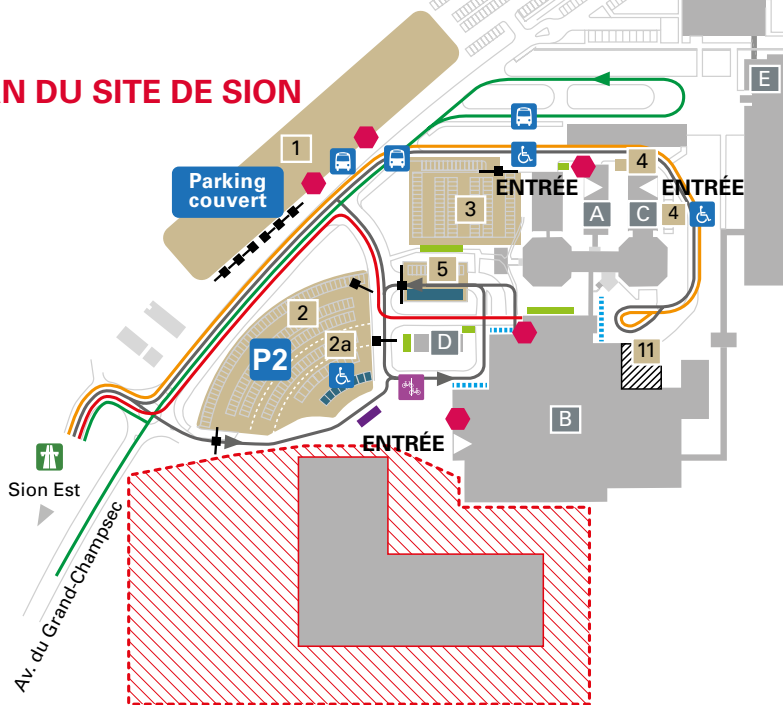 N DU SITE DE SION
E
1
Parking
couvert
4
ENTRÉE
ENTRÉE
3
A
C
4
5
2
2a
D
P2
11
B
ENTRÉE
Sion Est
Av. du Grand-Champsec